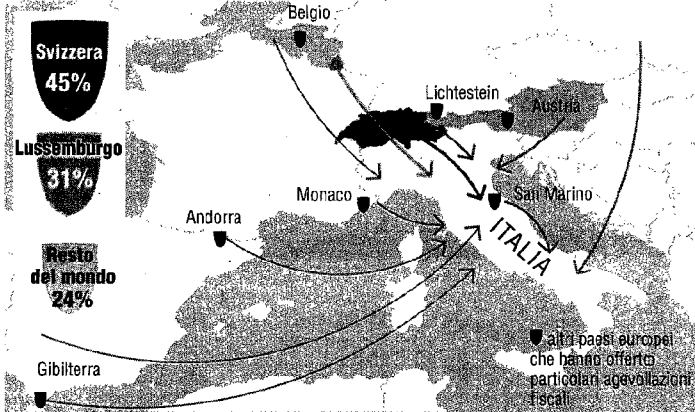 Belgio
Svizzera
45%
Lichtestein
Austria
Lussemburgo
31%
Monaco
San Marino
Andorra
ITALIA
Resto
del mondo
24%
Gibilterra
altri paesi europei
che hanno offerto
particolari agevolazioni
fiscali